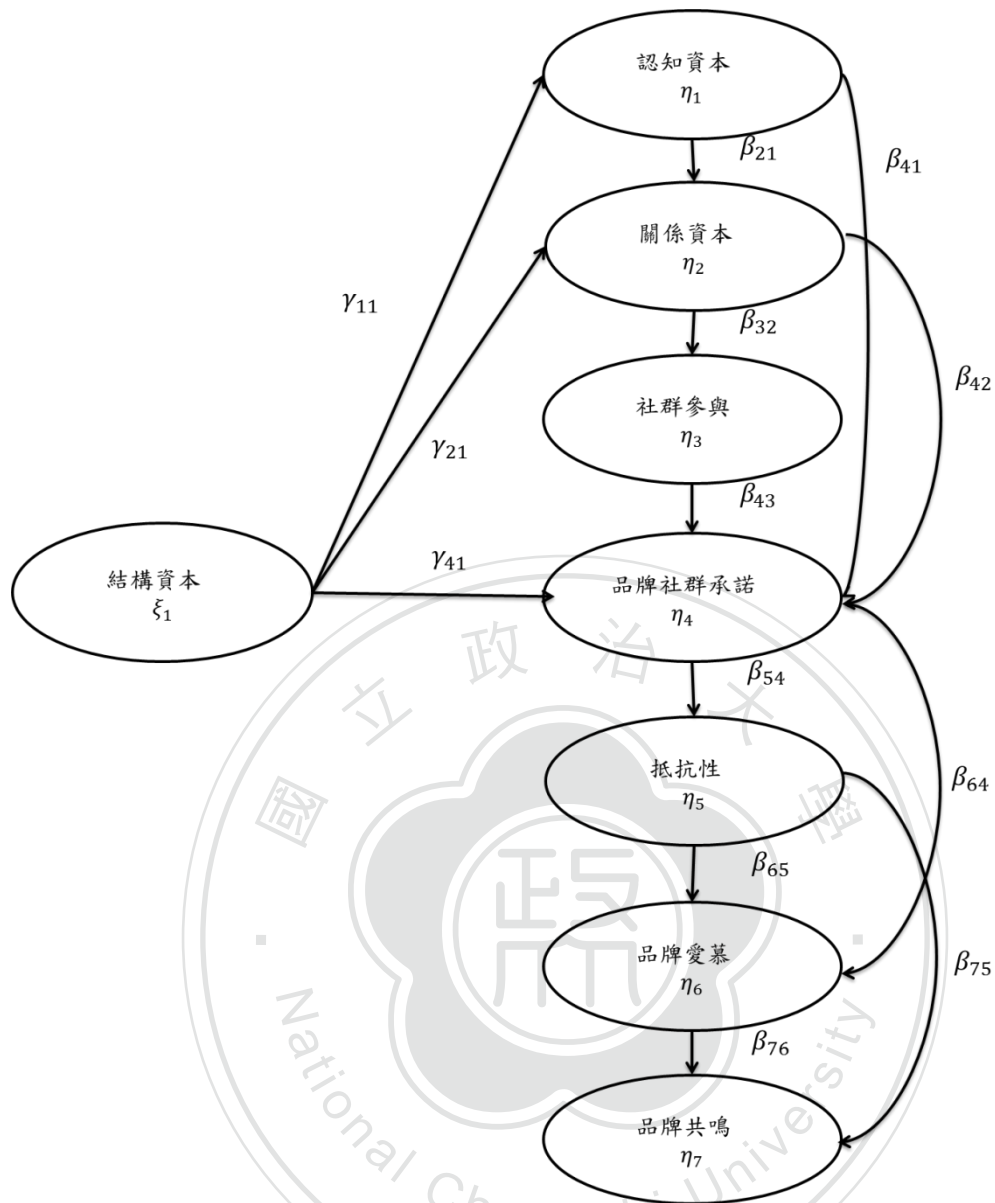 認知資本
η₁
β₂₁
β₄₁
關係資本
η₂
γ₁₁
β₃₂
β₄₂
社群參與
η₃
γ₂₁
β₄₃
結構資本
ξ₁
γ₄₁
品牌社群承諾
η₄
β₅₄
抵抗性
η₅
β₆₄
β₆₅
品牌愛慕
η₆
β₇₅
β₇₆
品牌共鳴
η₇
國立政治大學
政
National Ch i University